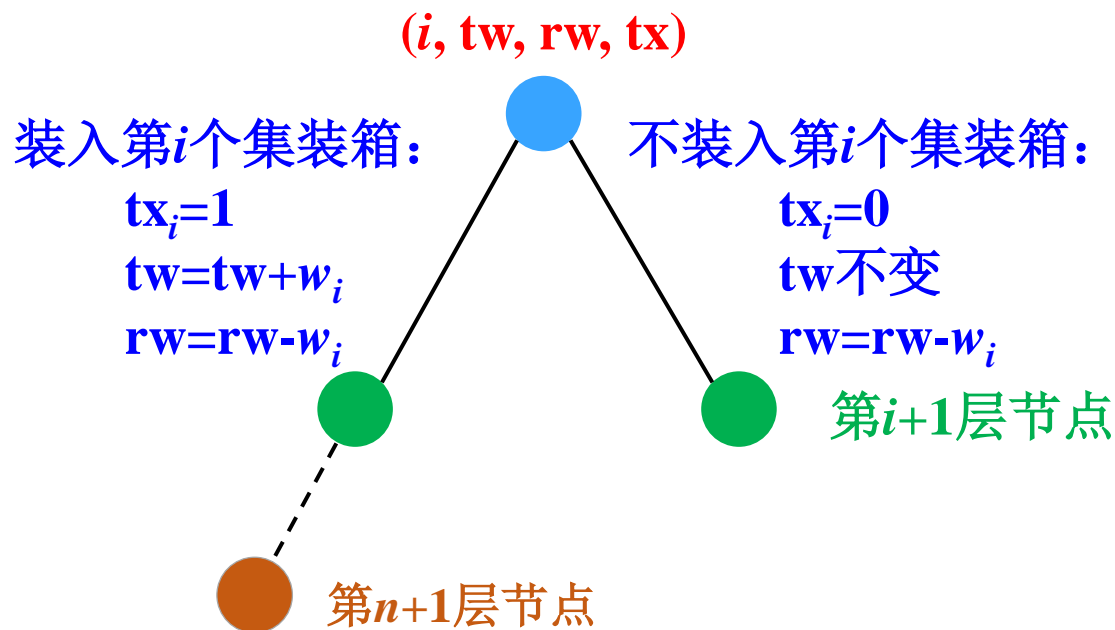 (i, tw, rw, tx)
装入第i个集装箱：
txᵢ=1
tw=tw+wᵢ
rw=rw-wᵢ
不装入第i个集装箱：
txᵢ=0
tw不变
rw=rw-wᵢ
第i+1层节点
第n+1层节点